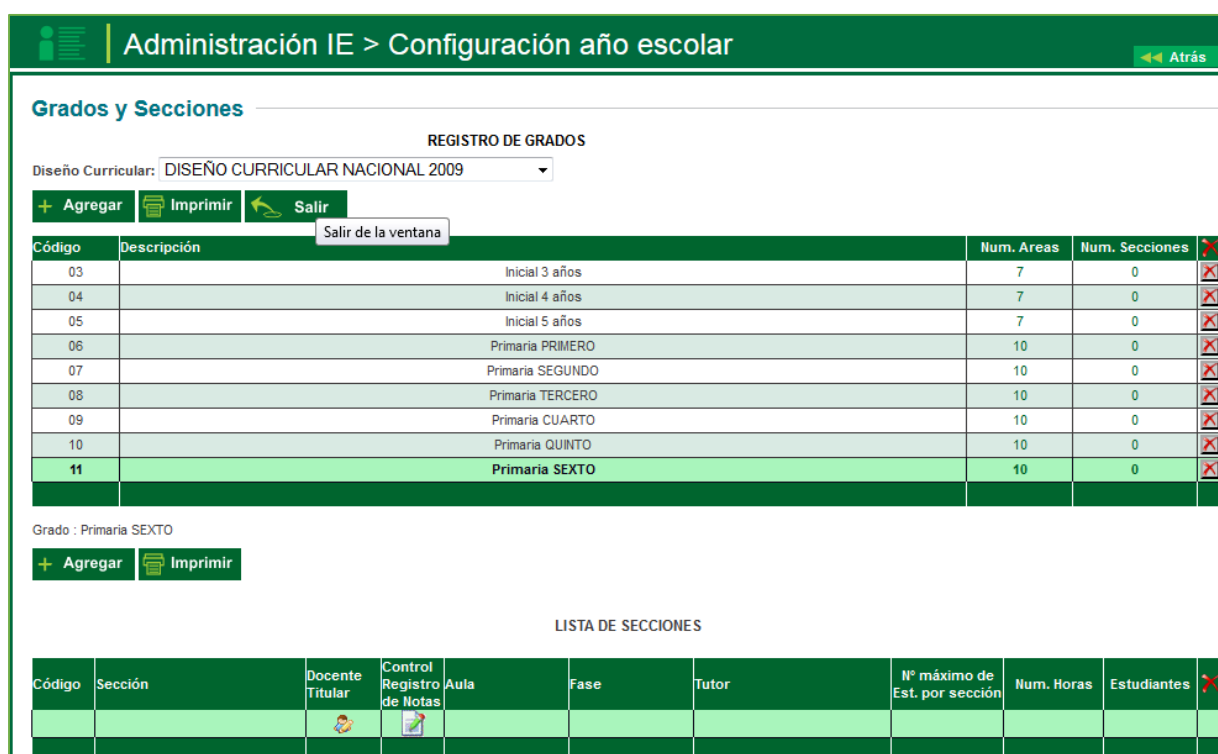 Administración IE > Configuración año escolar
Atrás
Grados y Secciones
REGISTRO DE GRADOS
Diseño Curricular: DISEÑO CURRICULAR NACIONAL 2009
Agregar Imprimir Salir
Salir de la ventana
Código Descripción Num. Areas Num. Secciones
03 Inicial 3 años 7 0
04 Inicial 4 años 7 0
05 Inicial 5 años 7 0
06 Primaria PRIMERO 10 0
07 Primaria SEGUNDO 10 0
08 Primaria TERCERO 10 0
09 Primaria CUARTO 10 0
10 Primaria QUINTO 10 0
11 Primaria SEXTO 10 0
Grado : Primaria SEXTO
Agregar Imprimir
LISTA DE SECCIONES
Código Sección Docente Titular Control Registro de Notas Aula Fase Tutor Nº máximo de Est. por sección Num. Horas Estudiantes